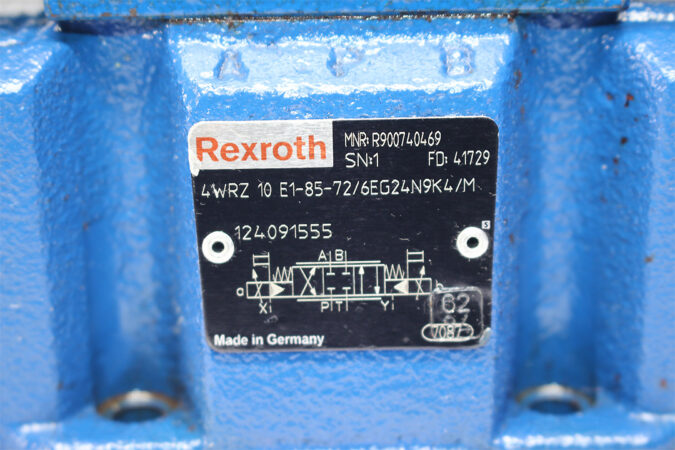 A P B
Rexroth
MNR: R900740469
SN:1 FD: 41729
4WRZ 10 E1-85-72/6EG24N9K4/M
124091555
S
A B
a b
X P T Y
62
7087
Made in Germany